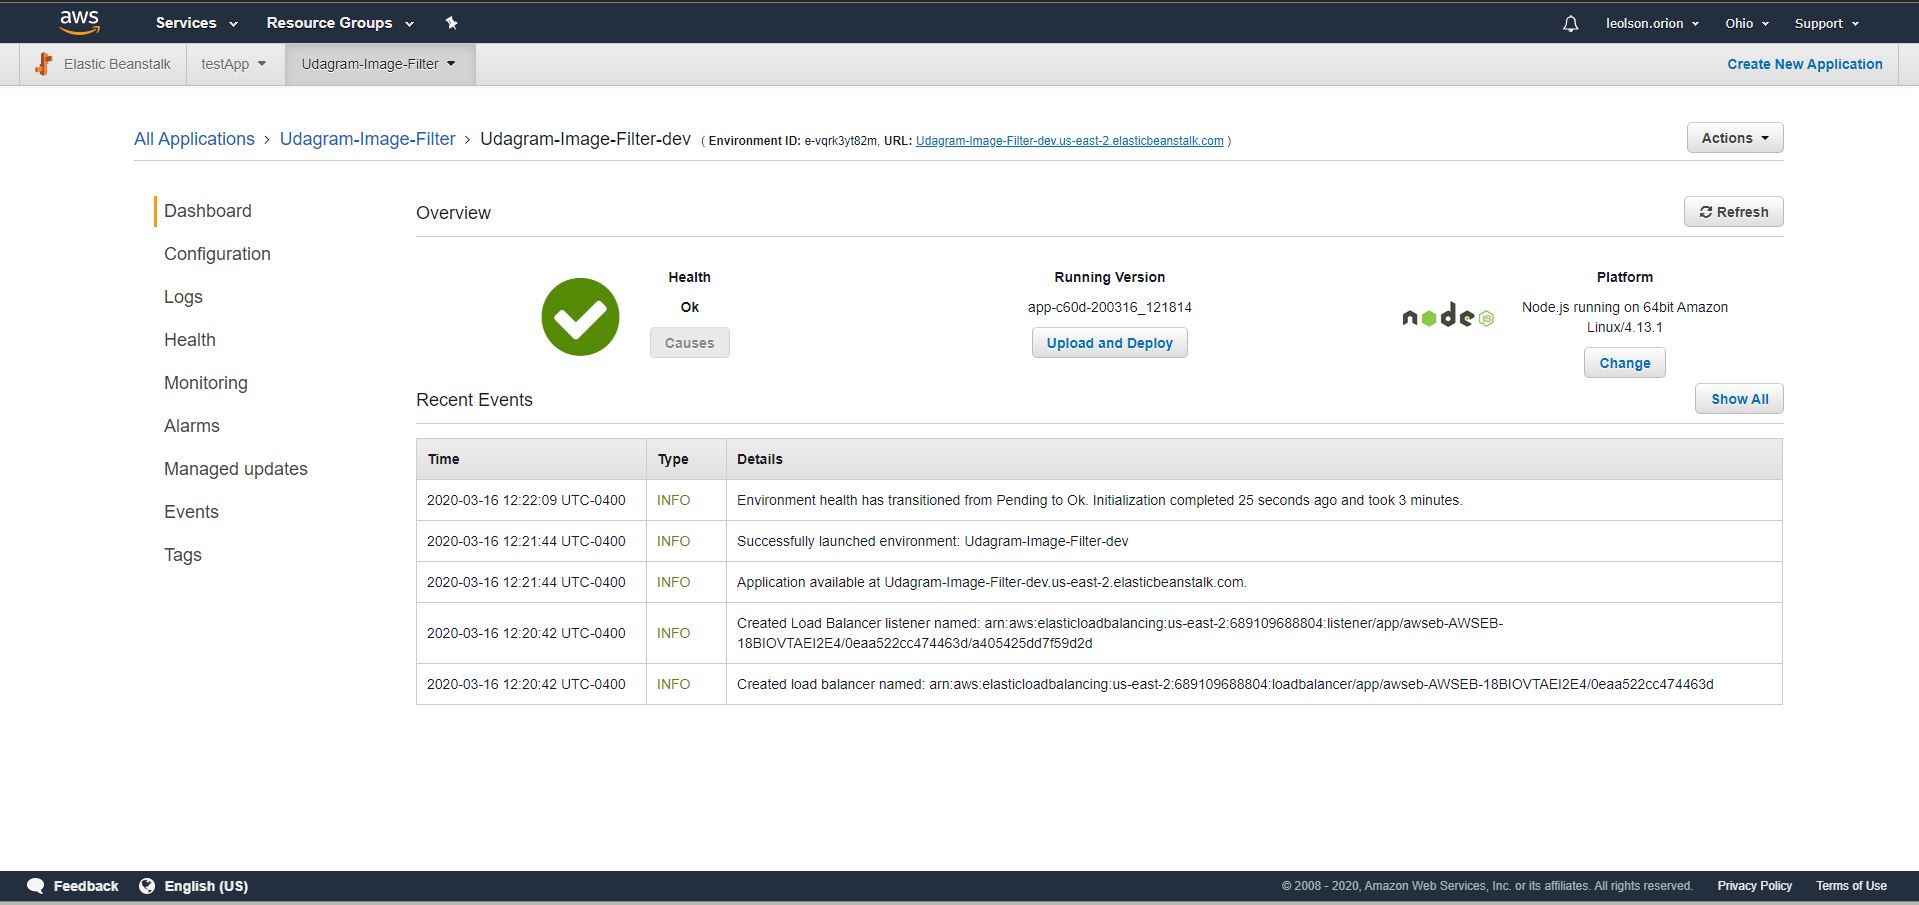 aws Services Resource Groups leolson.orion Ohio Support
Elastic Beanstalk testApp Udagram-Image-Filter Create New Application
All Applications › Udagram-Image-Filter › Udagram-Image-Filter-dev ( Environment ID: e-vqrk3yt82m, URL: Udagram-Image-Filter-dev.us-east-2.elasticbeanstalk.com ) Actions
Dashboard
Configuration
Logs
Health
Monitoring
Alarms
Managed updates
Events
Tags
Overview Refresh
Health
Ok
Causes
Running Version
app-c60d-200316_121814
Upload and Deploy
node JS
Platform
Node.js running on 64bit Amazon
Linux/4.13.1
Change
Recent Events Show All
Time Type Details
2020-03-16 12:22:09 UTC-0400 INFO Environment health has transitioned from Pending to Ok. Initialization completed 25 seconds ago and took 3 minutes.
2020-03-16 12:21:44 UTC-0400 INFO Successfully launched environment: Udagram-Image-Filter-dev
2020-03-16 12:21:44 UTC-0400 INFO Application available at Udagram-Image-Filter-dev.us-east-2.elasticbeanstalk.com.
2020-03-16 12:20:42 UTC-0400 INFO Created Load Balancer listener named: arn:aws:elasticloadbalancing:us-east-2:689109688804:listener/app/awseb-AWSEB-
18BIOVTAEI2E4/0eaa522cc474463d/a405425dd7f59d2d
2020-03-16 12:20:42 UTC-0400 INFO Created load balancer named: arn:aws:elasticloadbalancing:us-east-2:689109688804:loadbalancer/app/awseb-AWSEB-18BIOVTAEI2E4/0eaa522cc474463d
Feedback English (US) © 2008 - 2020, Amazon Web Services, Inc. or its affiliates. All rights reserved. Privacy Policy Terms of Use